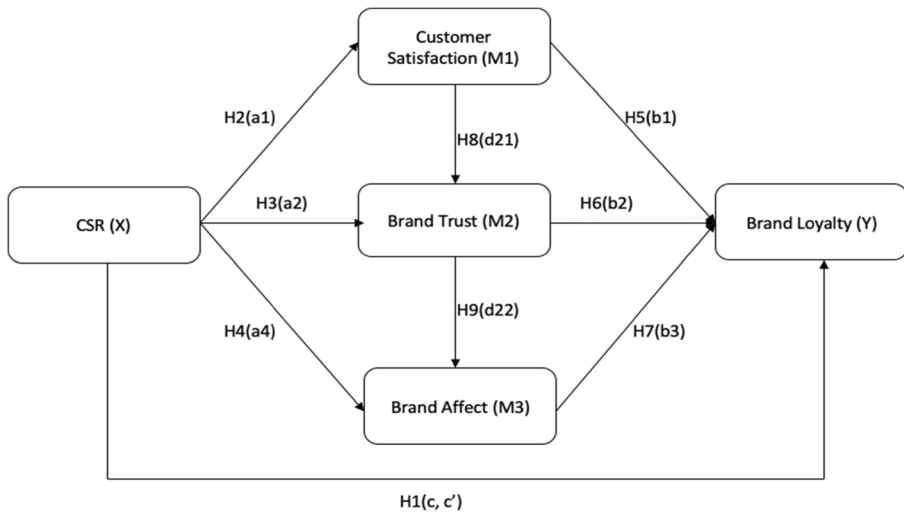 Customer
Satisfaction (M1)
H2(a1)
H5(b1)
H8(d21)
CSR (X)
H3(a2)
Brand Trust (M2)
H6(b2)
Brand Loyalty (Y)
H4(a4)
H9(d22)
H7(b3)
Brand Affect (M3)
H1(c, c’)